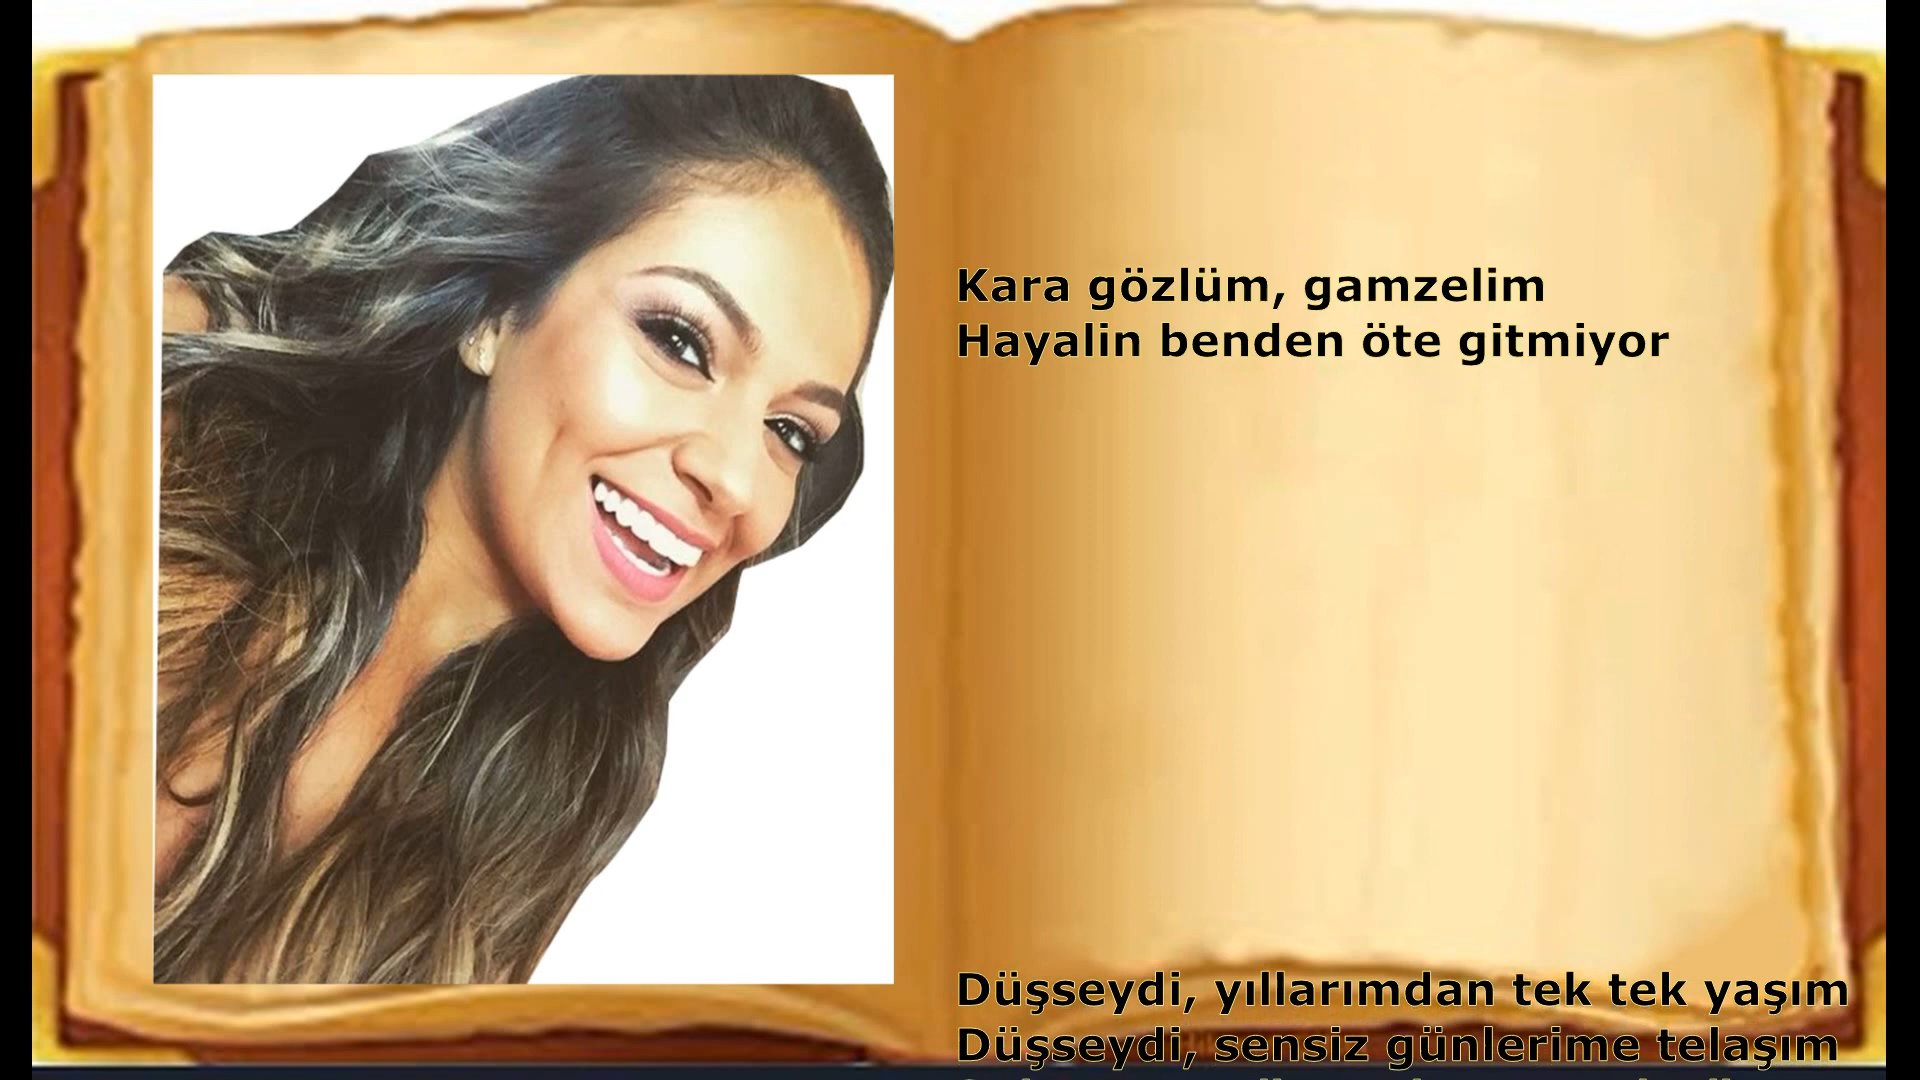 Kara gözlüm, gamzelim
Hayalin benden öte gitmiyor
Düşseydi, yıllarımdan tek tek yaşım
Düşseydi, sensiz günlerime telaşım